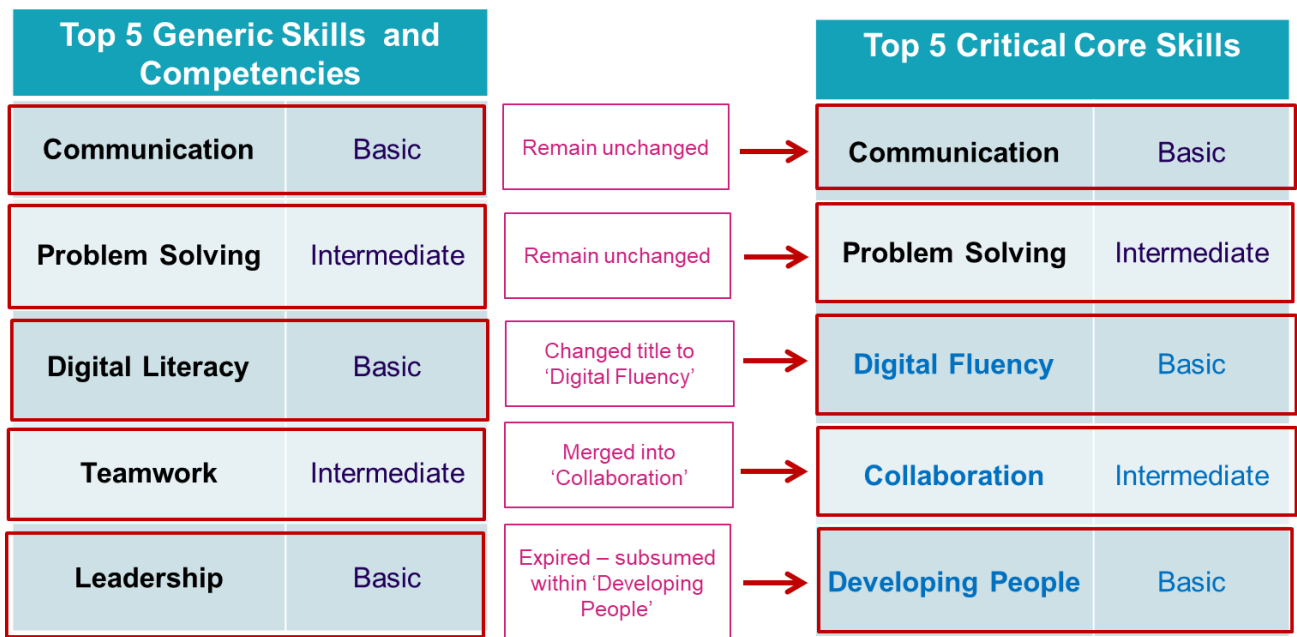 Top 5 Generic Skills and
Competencies
Top 5 Critical Core Skills
Communication Basic Remain unchanged Communication Basic
Problem Solving Intermediate Remain unchanged Problem Solving Intermediate
Digital Literacy Basic Changed title to
‘Digital Fluency’ Digital Fluency Basic
Teamwork Intermediate Merged into
‘Collaboration’ Collaboration Intermediate
Leadership Basic Expired – subsumed
within ‘Developing
People’ Developing People Basic